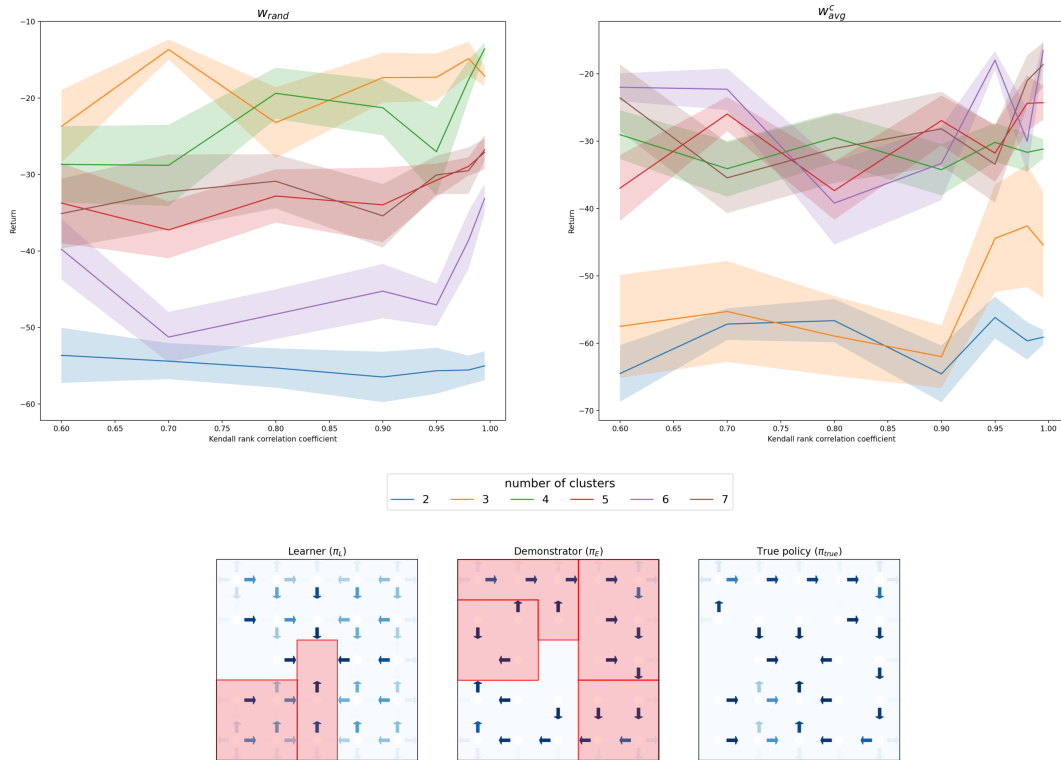 w_rand
−10
−20
−30
−40
−50
−60
Return
0.60 0.65 0.70 0.75 0.80 0.85 0.90 0.95 1.00
Kendall rank correlation coefficient
w^c_avg
−20
−30
−40
−50
−60
−70
Return
0.60 0.65 0.70 0.75 0.80 0.85 0.90 0.95 1.00
Kendall rank correlation coefficient
number of clusters
2 3 4 5 6 7
Learner (π_L)
Demonstrator (π_E)
True policy (π_true)